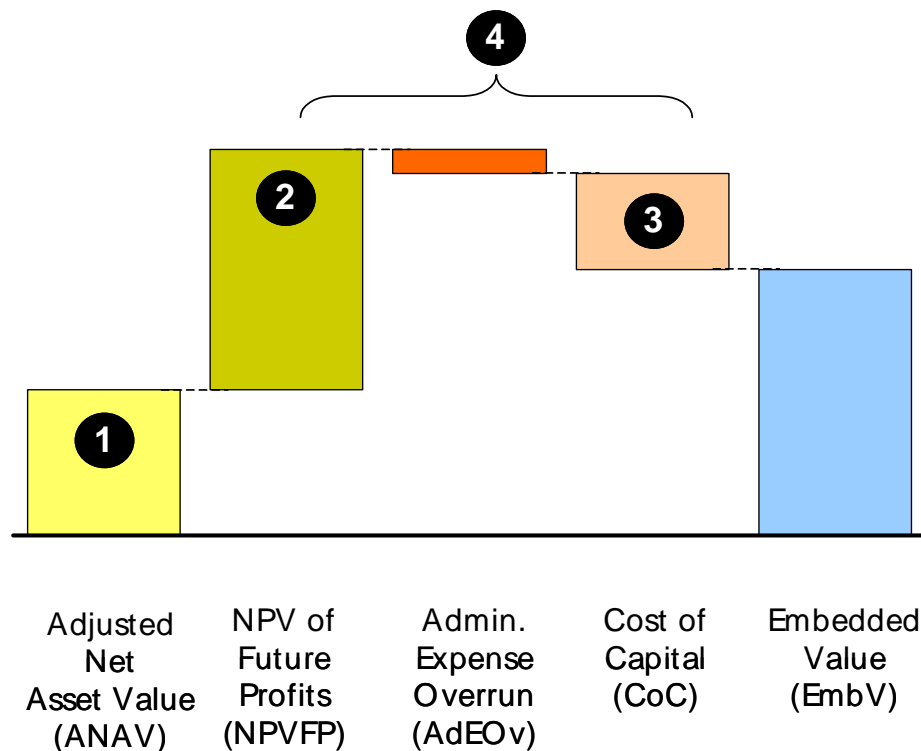 4
2
3
1
Adjusted
Net
Asset Value
(ANAV)
NPV of
Future
Profits
(NPVFP)
Admin.
Expense
Overrun
(AdEOv)
Cost of
Capital
(CoC)
Embedded
Value
(EmbV)